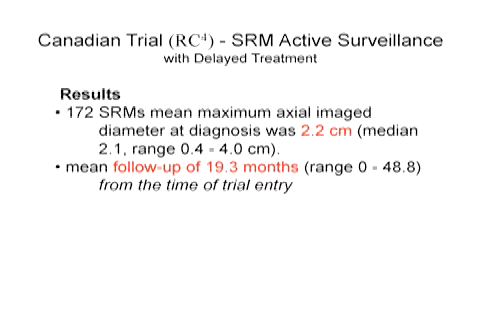 Canadian Trial (RC⁴) - SRM Active Surveillance
with Delayed Treatment
Results
• 172 SRMs mean maximum axial imaged
diameter at diagnosis was 2.2 cm (median
2.1, range 0.4 - 4.0 cm).
• mean follow-up of 19.3 months (range 0 - 48.8)
from the time of trial entry